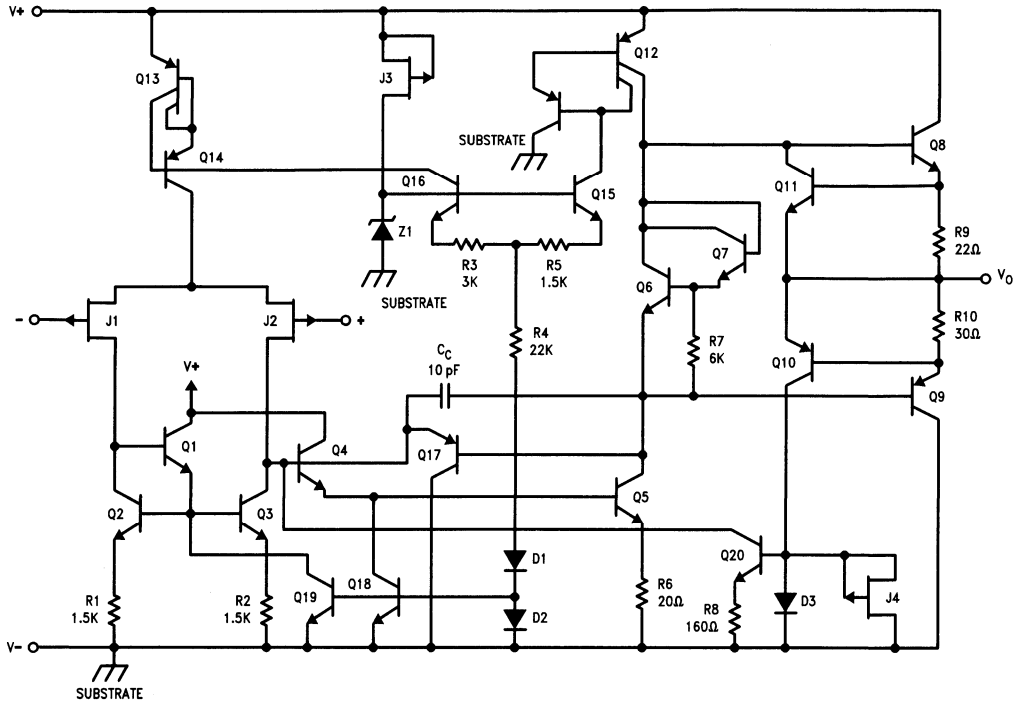 V+
Q13
J3
Q12
Q14
SUBSTRATE
Q16
Q15
Z1
SUBSTRATE
R3
3K
R5
1.5K
R4
22K
Q11
Q8
R9
22Ω
Q7
Q6
VO
R7
6K
R10
30Ω
Q10
Q9
-
J1
J2
+
V+
CC
10 pF
Q1
Q4
Q17
Q2
Q3
Q5
Q20
D1
Q19
Q18
D2
R1
1.5K
R2
1.5K
R6
20Ω
R8
160Ω
D3
J4
V-
SUBSTRATE